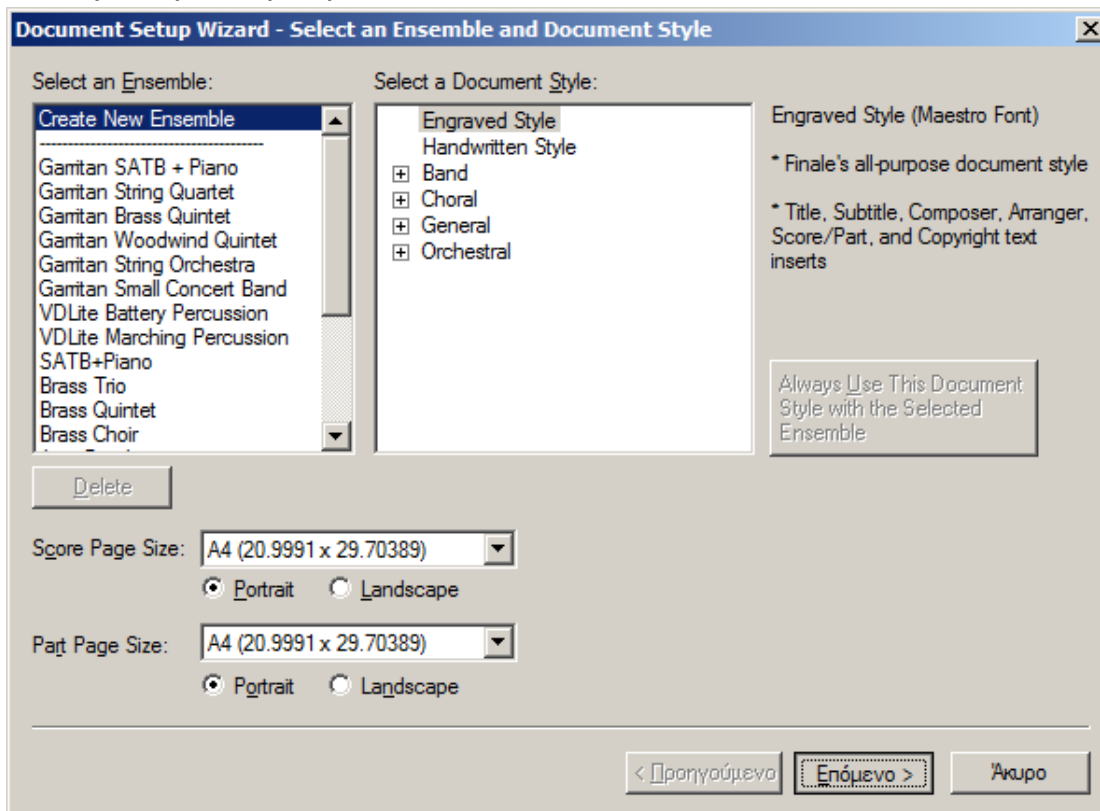 Document Setup Wizard - Select an Ensemble and Document Style
Select an Ensemble:
Create New Ensemble
Garritan SATB + Piano
Garritan String Quartet
Garritan Brass Quintet
Garritan Woodwind Quintet
Garritan String Orchestra
Garritan Small Concert Band
VDLite Battery Percussion
VDLite Marching Percussion
SATB+Piano
Brass Trio
Brass Quintet
Brass Choir
Delete
Select a Document Style:
Engraved Style
Handwritten Style
Band
Choral
General
Orchestral
Engraved Style (Maestro Font)
* Finale's all-purpose document style
* Title, Subtitle, Composer, Arranger,
Score/Part, and Copyright text
inserts
Always Use This Document
Style with the Selected
Ensemble
Score Page Size: A4 (20.9991 x 29.70389)
Portrait Landscape
Part Page Size: A4 (20.9991 x 29.70389)
Portrait Landscape
< Προηγούμενο Επόμενο > Άκυρο